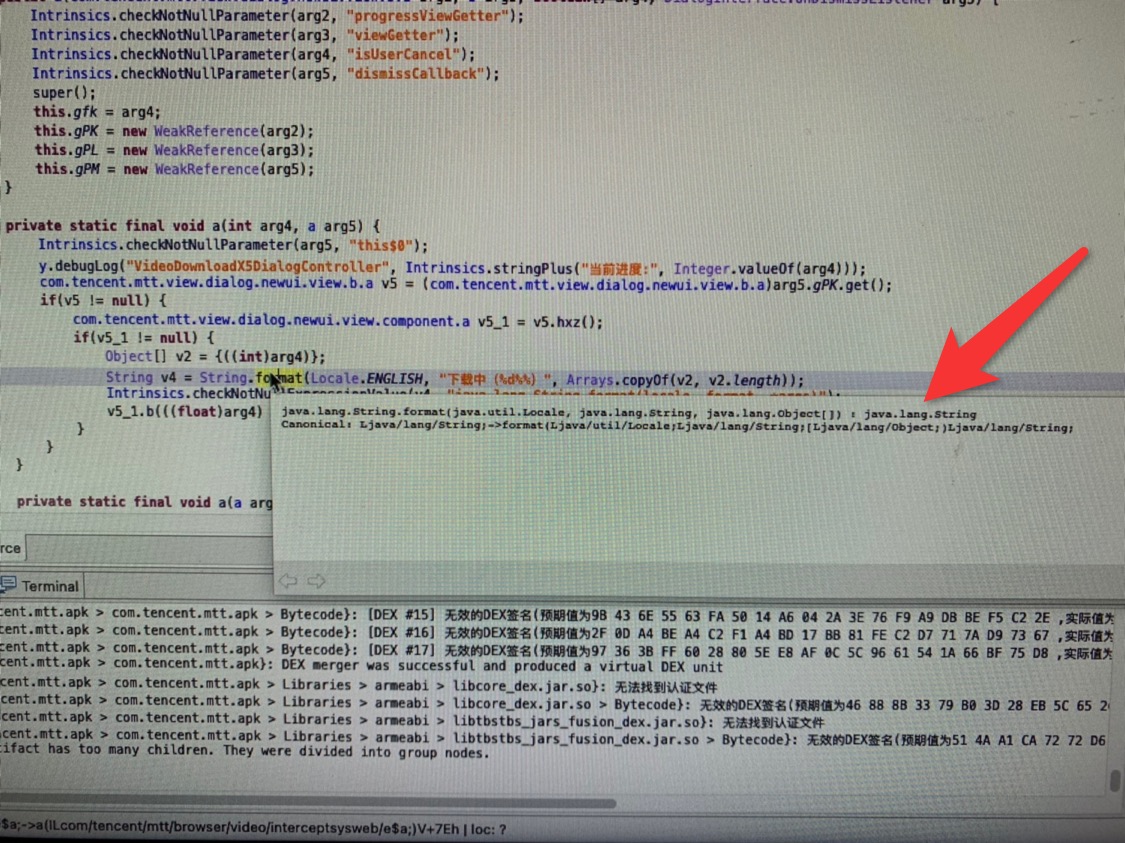 Intrinsics.checkNotNullParameter(arg2, "progressViewGetter");
Intrinsics.checkNotNullParameter(arg3, "viewGetter");
Intrinsics.checkNotNullParameter(arg4, "isUserCancel");
Intrinsics.checkNotNullParameter(arg5, "dismissCallback");
super();
this.gfk = arg4;
this.gPK = new WeakReference(arg2);
this.gPL = new WeakReference(arg3);
this.gPM = new WeakReference(arg5);
}
private static final void a(int arg4, a arg5) {
Intrinsics.checkNotNullParameter(arg5, "this$0");
y.debugLog("VideoDownloadX5DialogController", Intrinsics.stringPlus("当前进度:", Integer.valueOf(arg4)));
com.tencent.mtt.view.dialog.newui.view.b.a v5 = (com.tencent.mtt.view.dialog.newui.view.b.a)arg5.gPK.get();
if(v5 != null) {
com.tencent.mtt.view.dialog.newui.view.component.a v5_1 = v5.hxz();
if(v5_1 != null) {
Object[] v2 = {((int)arg4)};
String v4 = String.format(Locale.ENGLISH, "下载中 (%d%%) ", Arrays.copyOf(v2, v2.length));
Intrinsics.checkNotNu
v5_1.b(((float)arg4)
java.lang.String.format(java.util.Locale, java.lang.String, java.lang.Object[]) : java.lang.String
Canonical: Ljava/lang/String;->format(Ljava/util/Locale;Ljava/lang/String;[Ljava/lang/Object;)Ljava/lang/String;
}
}
}
private static final void a(a arg
rce
Terminal
cent.mtt.apk > com.tencent.mtt.apk > Bytecode}: [DEX #15] 无效的DEX签名(预期值为9B 43 6E 55 63 FA 50 14 A6 04 2A 3E 76 F9 A9 DB BE F5 C2 2E ,实际值为
cent.mtt.apk > com.tencent.mtt.apk > Bytecode}: [DEX #16] 无效的DEX签名(预期值为2F 0D A4 BE A4 C2 F1 A4 BD 17 BB 81 FE C2 D7 71 7A D9 73 67 ,实际值为
cent.mtt.apk > com.tencent.mtt.apk > Bytecode}: [DEX #17] 无效的DEX签名(预期值为97 36 3B FF 60 28 80 5E E8 AF 0C 5C 96 61 54 1A 66 BF 75 D8 ,实际值为
cent.mtt.apk > com.tencent.mtt.apk}: DEX merger was successful and produced a virtual DEX unit
cent.mtt.apk > Libraries > armeabi > libcore_dex.jar.so}: 无法找到认证文件
cent.mtt.apk > Libraries > armeabi > libcore_dex.jar.so > Bytecode}: 无效的DEX签名(预期值为46 88 8B 33 79 B0 3D 28 EB 5C 65 2
cent.mtt.apk > Libraries > armeabi > libtbstbs_jars_fusion_dex.jar.so}: 无法找到认证文件
cent.mtt.apk > Libraries > armeabi > libtbstbs_jars_fusion_dex.jar.so > Bytecode}: 无效的DEX签名(预期值为51 4A A1 CA 72 72 D6
tifact has too many children. They were divided into group nodes.
e$a;->a(ILcom/tencent/mtt/browser/video/interceptsysweb/e$a;)V+7Eh | loc: ?